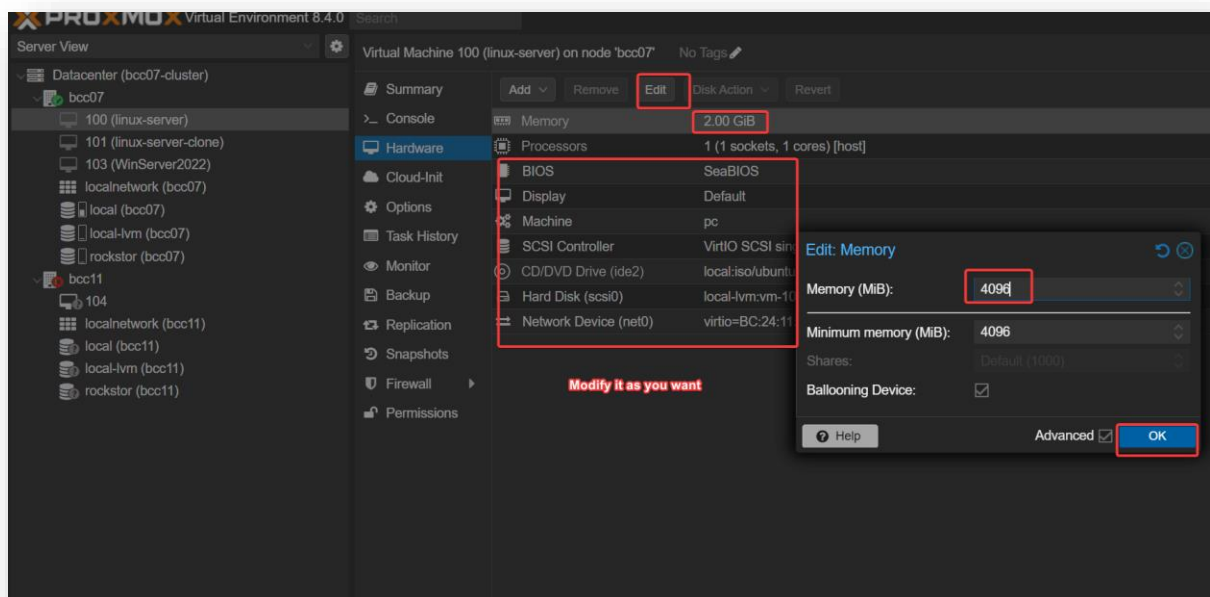 PROXMOX Virtual Environment 8.4.0 Search
Server View
Datacenter (bcc07-cluster)
bcc07
100 (linux-server)
101 (linux-server-clone)
103 (WinServer2022)
localnetwork (bcc07)
local (bcc07)
local-lvm (bcc07)
rockstor (bcc07)
bcc11
104
localnetwork (bcc11)
local (bcc11)
local-lvm (bcc11)
rockstor (bcc11)
Virtual Machine 100 (linux-server) on node 'bcc07' No Tags
Summary
Console
Hardware
Cloud-Init
Options
Task History
Monitor
Backup
Replication
Snapshots
Firewall
Permissions
Add Remove Edit Disk Action Revert
Memory 2.00 GiB
Processors 1 (1 sockets, 1 cores) [host]
BIOS SeaBIOS
Display Default
Machine pc
SCSI Controller VirtIO SCSI sin
CD/DVD Drive (ide2) local:iso/ubuntu
Hard Disk (scsi0) local-lvm:vm-10
Network Device (net0) virtio=BC:24:11
Modify it as you want
Edit: Memory
Memory (MiB): 4096
Minimum memory (MiB): 4096
Shares: Default (1000)
Ballooning Device:
Help Advanced OK